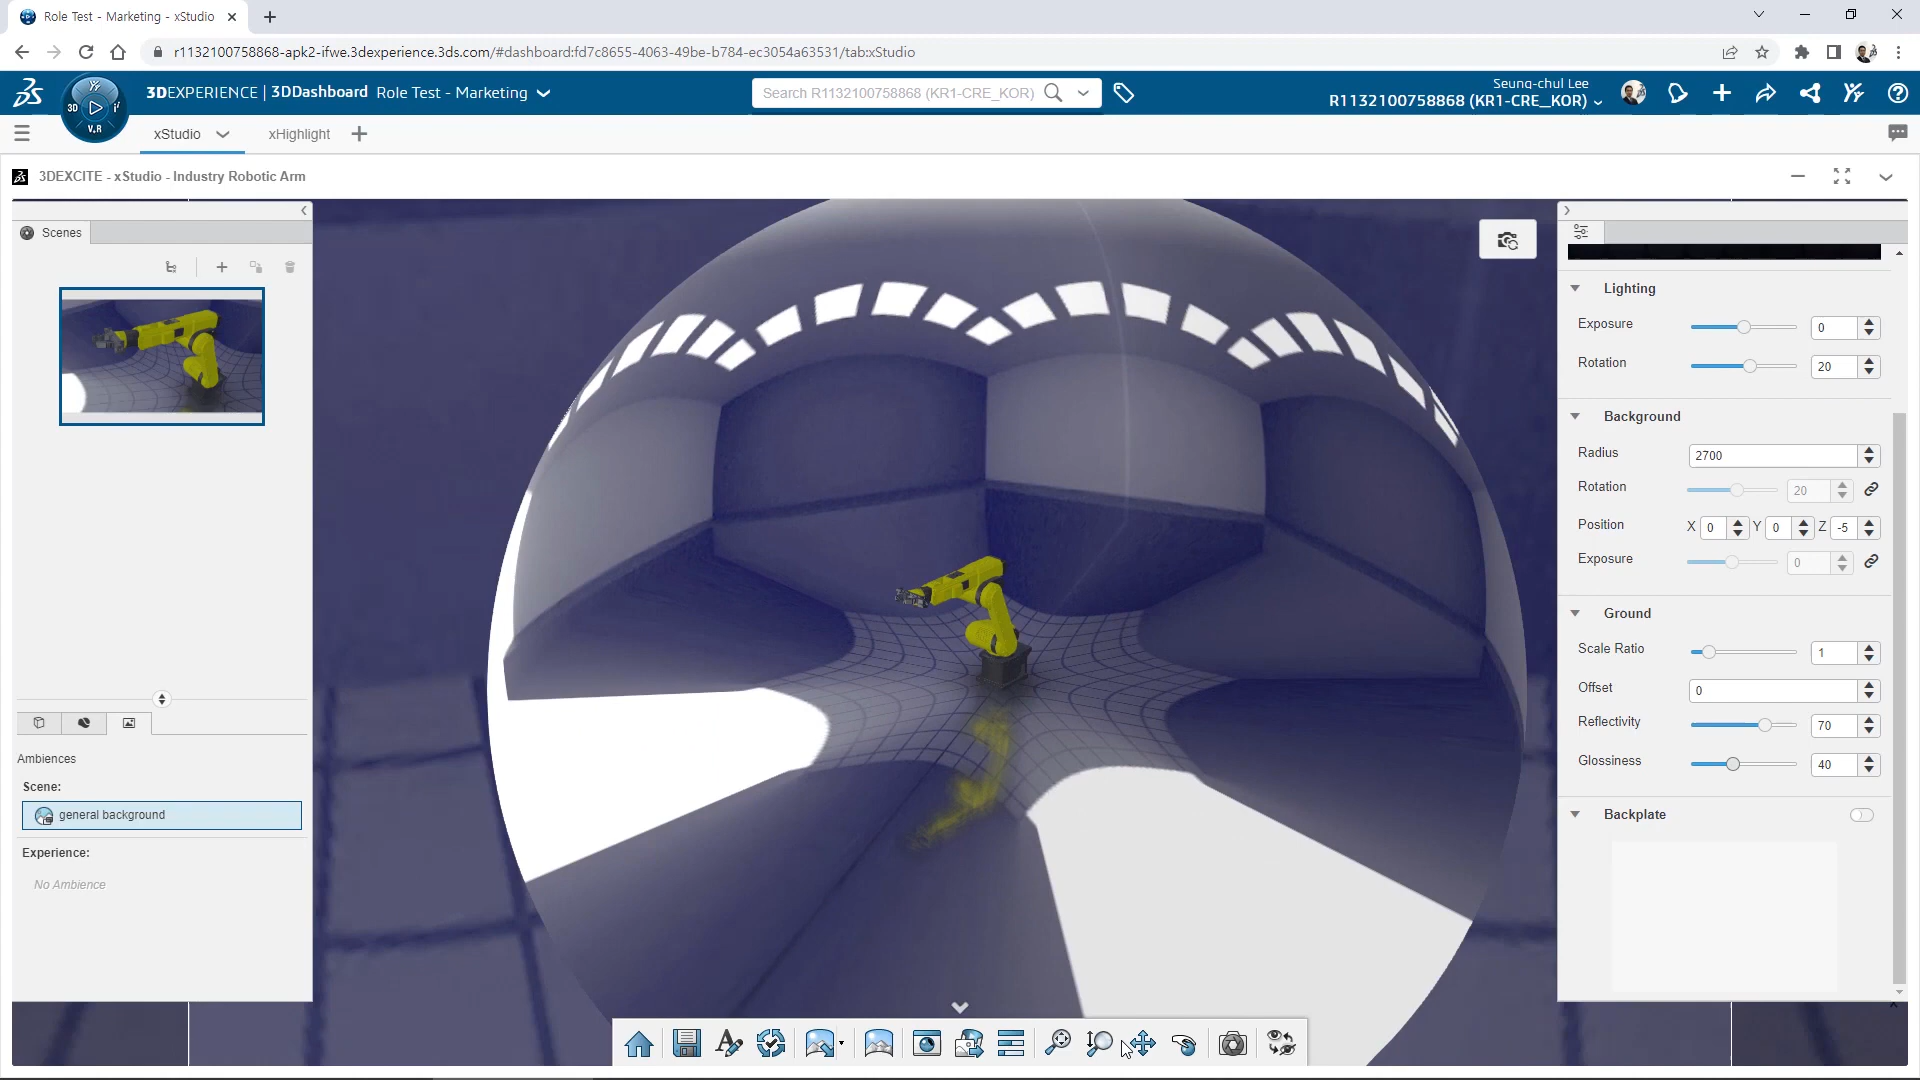 Role Test - Marketing - xStudio
r1132100758868-apk2-ifwe.3dexperience.3ds.com/#dashboard:fd7c8655-4063-49be-b784-ec3054a63531/tab:xStudio
3D
V.R
3DEXPERIENCE | 3DDashboard Role Test - Marketing
Search R1132100758868 (KR1-CRE_KOR)
Seung-chul Lee
R1132100758868 (KR1-CRE_KOR)
xStudio
xHighlight
3DEXCITE - xStudio - Industry Robotic Arm
Scenes
Ambiences
Scene:
general background
Experience:
No Ambience
Lighting
Exposure 0
Rotation 20
Background
Radius 2700
Rotation 20
Position X 0 Y 0 Z -5
Exposure 0
Ground
Scale Ratio 1
Offset 0
Reflectivity 70
Glossiness 40
Backplate